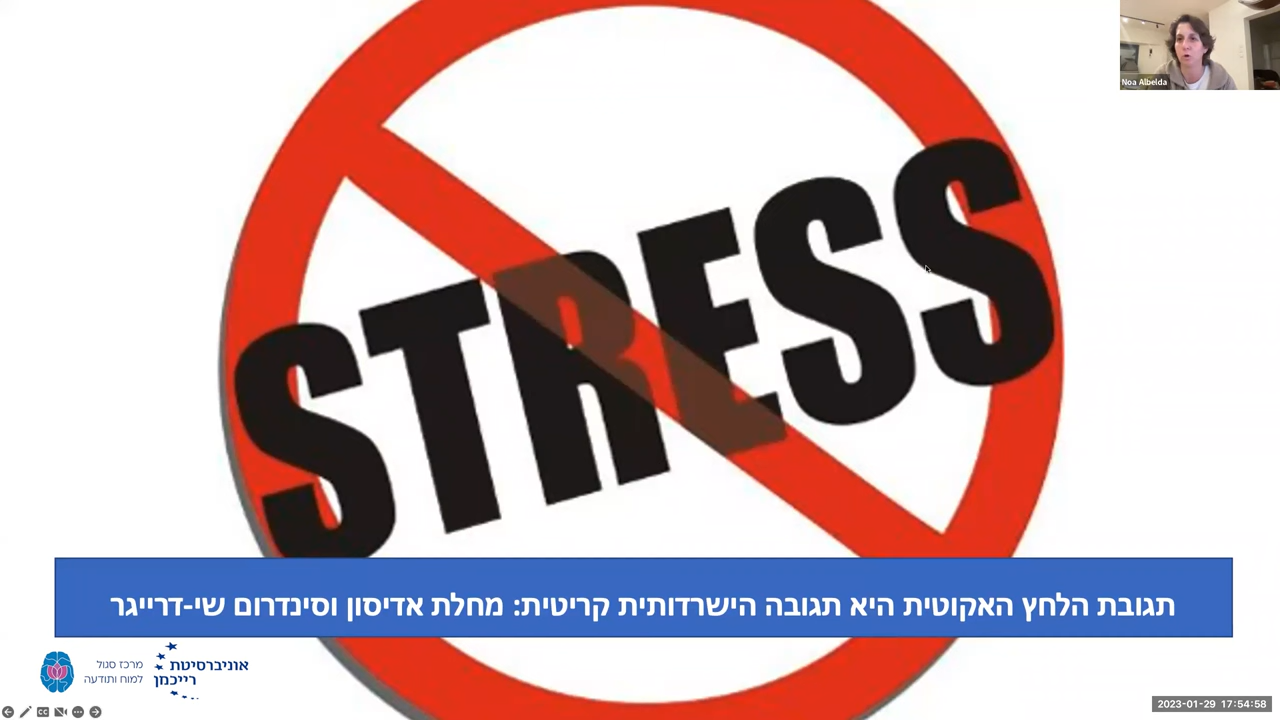 Noa Albelda
STRESS
תגובת הלחץ האקוטית היא תגובה הישרדותית קריטית: מחלת אדיסון וסינדרום שי-דרייגר
מרכז סגול
למוח ותודעה
אוניברסיטת
רייכמן
2023-01-29 17:54:58